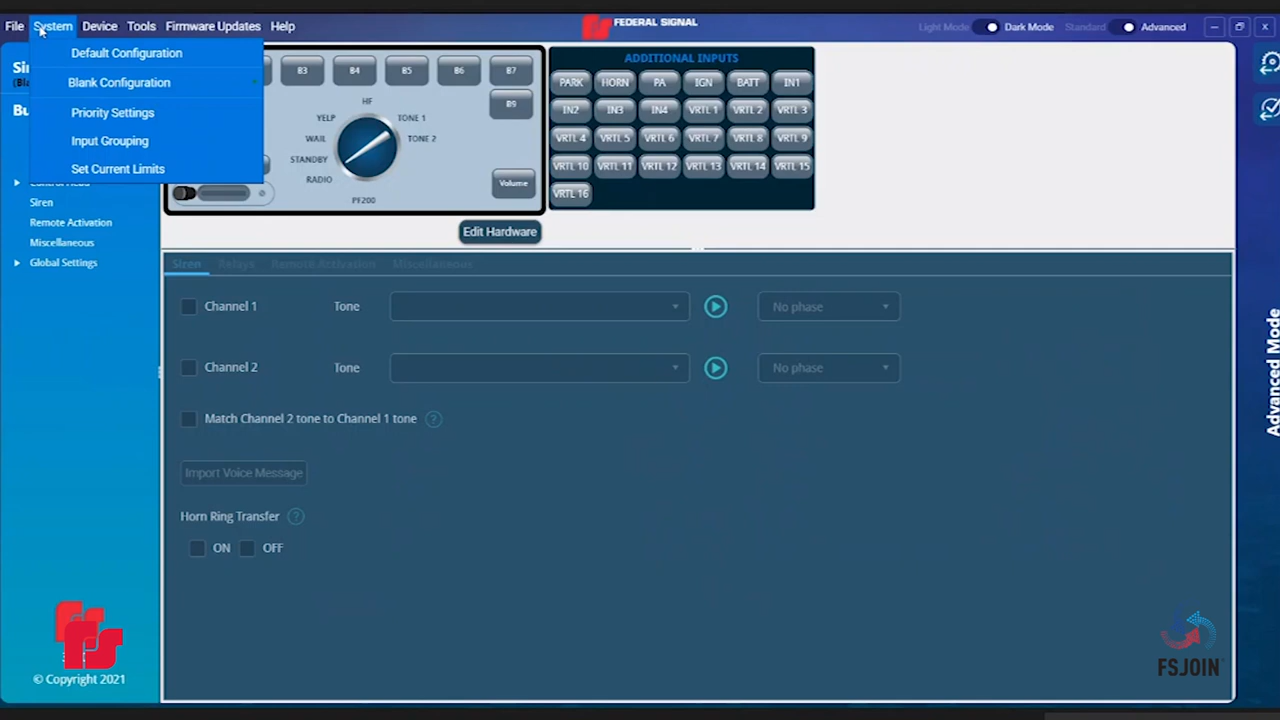 File System Device Tools Firmware Updates Help
FEDERAL SIGNAL
Light Mode Dark Mode Standard Advanced
Default Configuration
Blank Configuration
Priority Settings
Input Grouping
Set Current Limits
Siren
Remote Activation
Miscellaneous
Global Settings
B3 B4 B5 B6 B7
B9
HF
YELP TONE 1
WAIL TONE 2
STANDBY
RADIO
PF200
Volume
ADDITIONAL INPUTS
PARK HORN PA IGN BATT IN1
IN2 IN3 IN4 VRTL 1 VRTL 2 VRTL 3
VRTL 4 VRTL 5 VRTL 6 VRTL 7 VRTL 8 VRTL 9
VRTL 10 VRTL 11 VRTL 12 VRTL 13 VRTL 14 VRTL 15
VRTL 16
Edit Hardware
Siren Relays Remote Activation Miscellaneous
Channel 1 Tone No phase
Channel 2 Tone No phase
Match Channel 2 tone to Channel 1 tone ?
Import Voice Message
Horn Ring Transfer ?
ON OFF
Advanced Mode
© Copyright 2021
FSJOIN